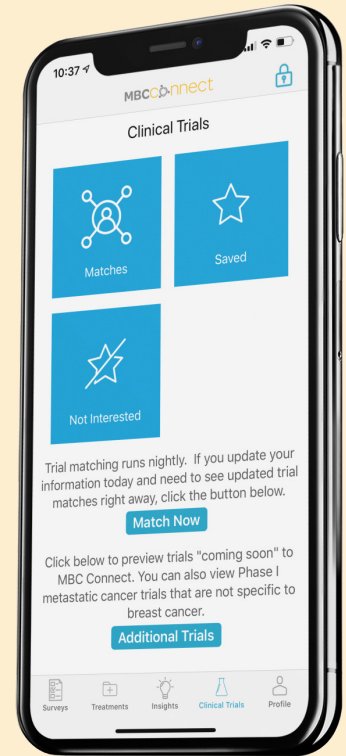 10:37
MBCConnect
Clinical Trials
Matches
Saved
Not Interested
Trial matching runs nightly. If you update your
information today and need to see updated trial
matches right away, click the button below.
Match Now
Click below to preview trials "coming soon" to
MBC Connect. You can also view Phase I
metastatic cancer trials that are not specific to
breast cancer.
Additional Trials
Surveys
Treatments
Insights
Clinical Trials
Profile